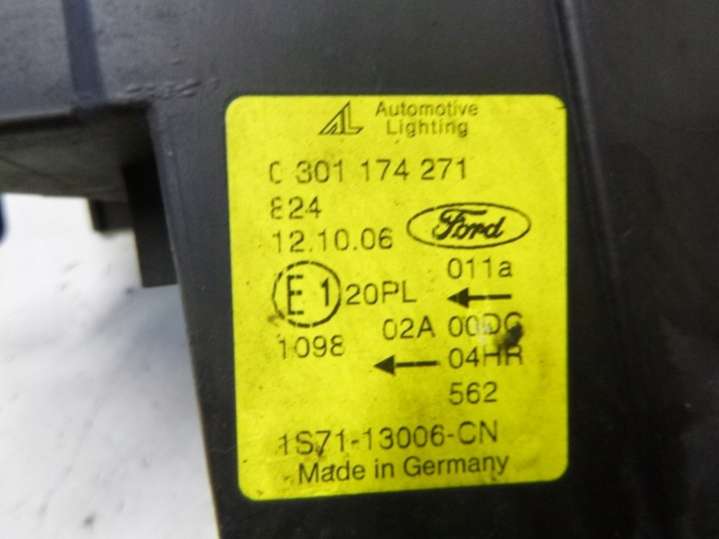 AL Automotive
Lighting
0 301 174 271
824
12.10.06 Ford
011a
E1 20PL ←
02A 00DC
1098 ← 04HR
562
1S71-13006-CN
Made in Germany